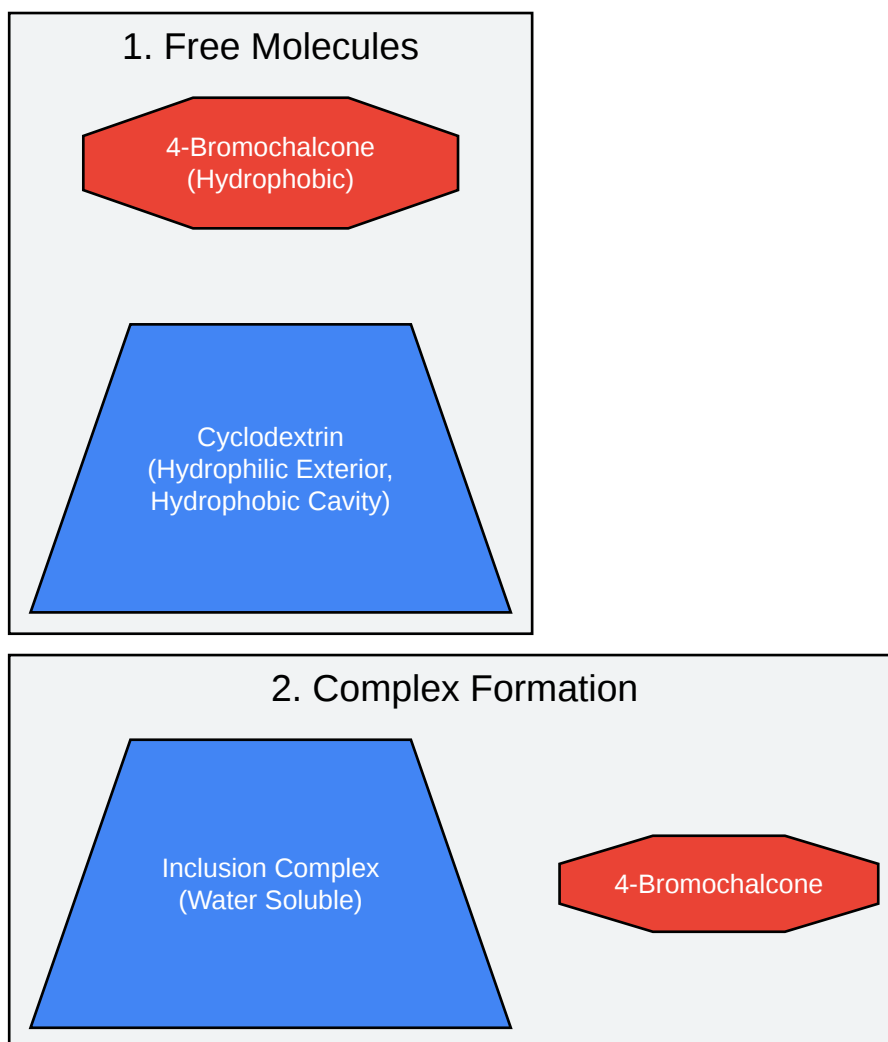 1. Free Molecules
4-Bromochalcone
(Hydrophobic)
Cyclodextrin
(Hydrophilic Exterior,
Hydrophobic Cavity)
2. Complex Formation
Inclusion Complex
(Water Soluble)
4-Bromochalcone